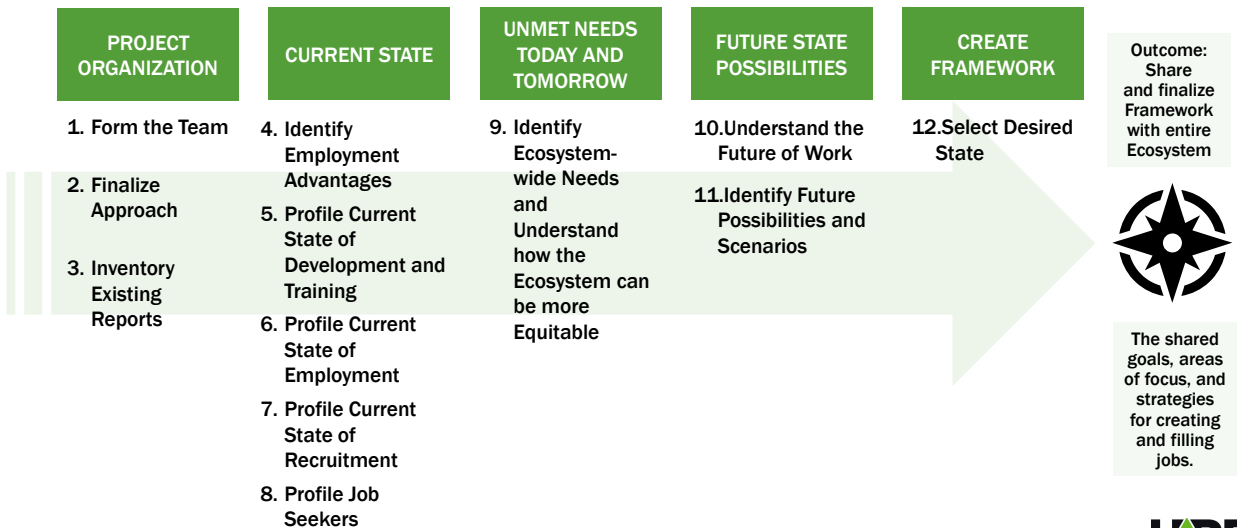 PROJECT
ORGANIZATION
1. Form the Team
2. Finalize
Approach
3. Inventory
Existing
Reports
CURRENT STATE
4. Identify
Employment
Advantages
5. Profile Current
State of
Development and
Training
6. Profile Current
State of
Employment
7. Profile Current
State of
Recruitment
8. Profile Job
Seekers
UNMET NEEDS
TODAY AND
TOMORROW
9. Identify
Ecosystem-
wide Needs
and
Understand
how the
Ecosystem can
be more
Equitable
FUTURE STATE
POSSIBILITIES
10.Understand the
Future of Work
11.Identify Future
Possibilities and
Scenarios
CREATE
FRAMEWORK
12.Select Desired
State
Outcome:
Share
and finalize
Framework
with entire
Ecosystem
The shared
goals, areas
of focus, and
strategies
for creating
and filling
jobs.